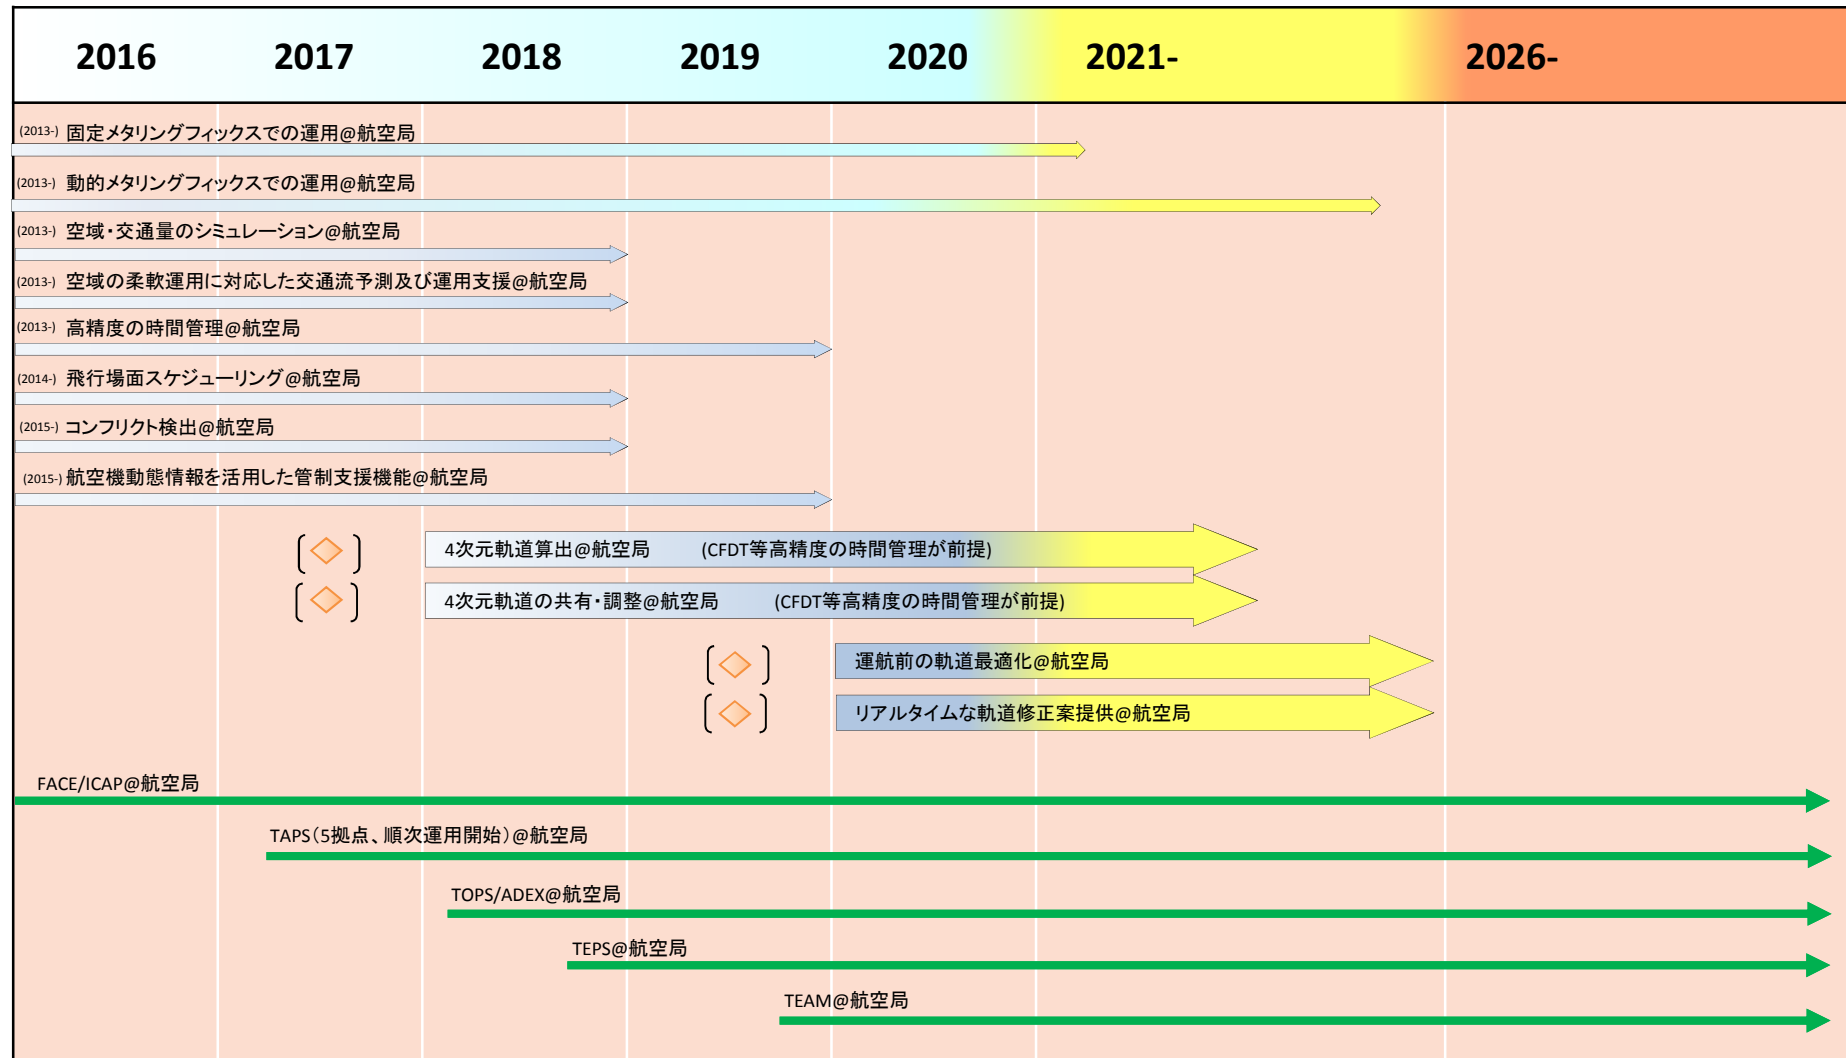 2016 2017 2018 2019 2020 2021- 2026-
(2013-) 固定メタリングフィックスでの運用@航空局
(2013-) 動的メタリングフィックスでの運用@航空局
(2013-) 空域・交通量のシミュレーション@航空局
(2013-) 空域の柔軟運用に対応した交通流予測及び運用支援@航空局
(2013-) 高精度の時間管理@航空局
(2014-) 飛行場面スケジューリング@航空局
(2015-) コンフリクト検出@航空局
(2015-) 航空機動態情報を活用した管制支援機能@航空局
4次元軌道算出@航空局 (CFDT等高精度の時間管理が前提)
4次元軌道の共有・調整@航空局 (CFDT等高精度の時間管理が前提)
運航前の軌道最適化@航空局
リアルタイムな軌道修正案提供@航空局
FACE/ICAP@航空局
TAPS（5拠点、順次運用開始）@航空局
TOPS/ADEX@航空局
TEPS@航空局
TEAM@航空局